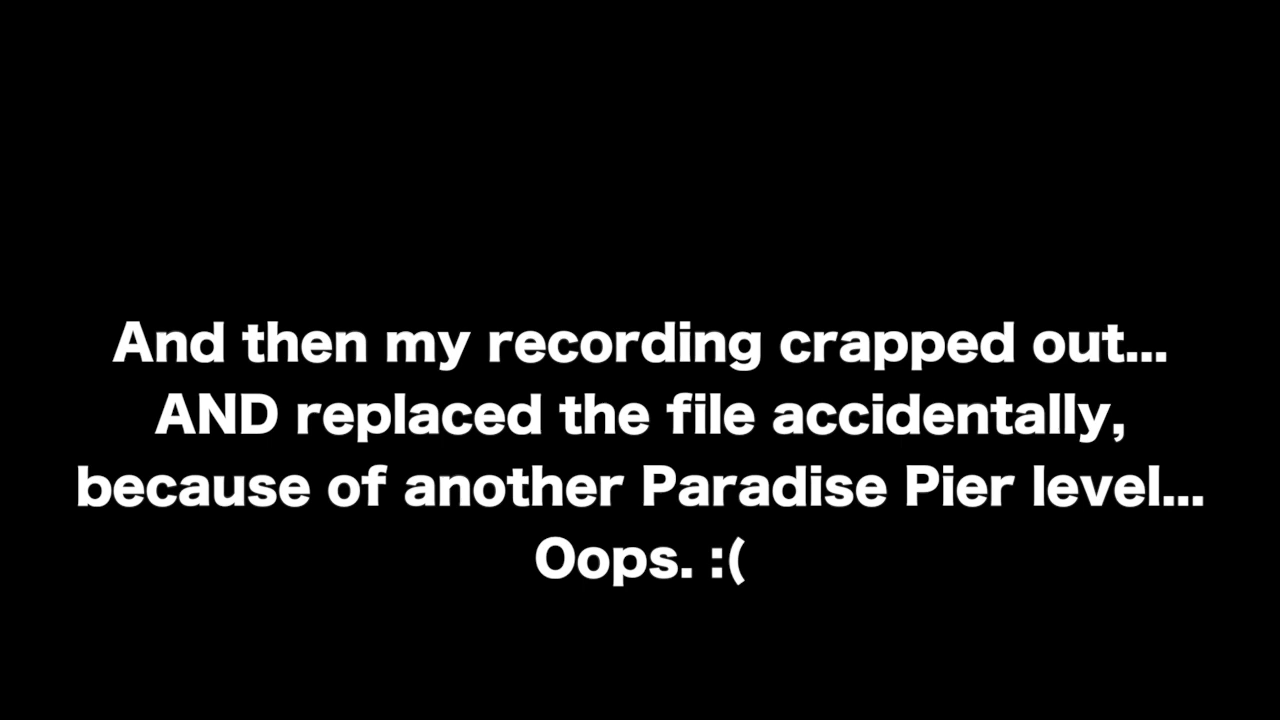 And then my recording crapped out...
AND replaced the file accidentally,
because of another Paradise Pier level...
Oops. :(